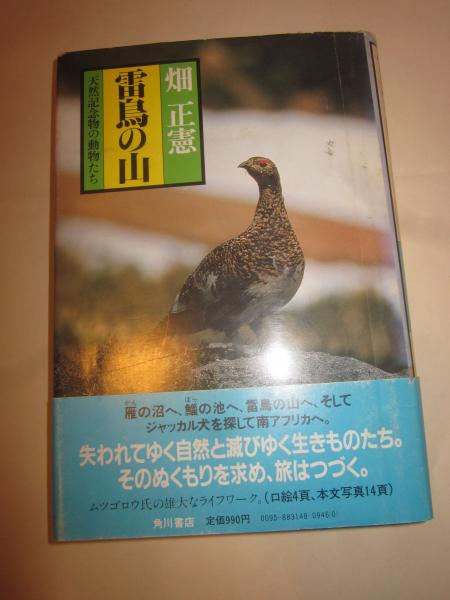 畑 正憲
雷鳥の山
天然記念物の動物たち
がん ぼら
雁の沼へ、鯔の池へ、雷鳥の山へ、そして
ジャッカル犬を探して南アフリカへ。
失われてゆく自然と滅びゆく生きものたち。
そのぬくもりを求め、旅はつづく。
ムツゴロウ氏の雄大なライフワーク。(口絵4頁、本文写真14頁)
角川書店 定価990円 0095-883148-0946(0)